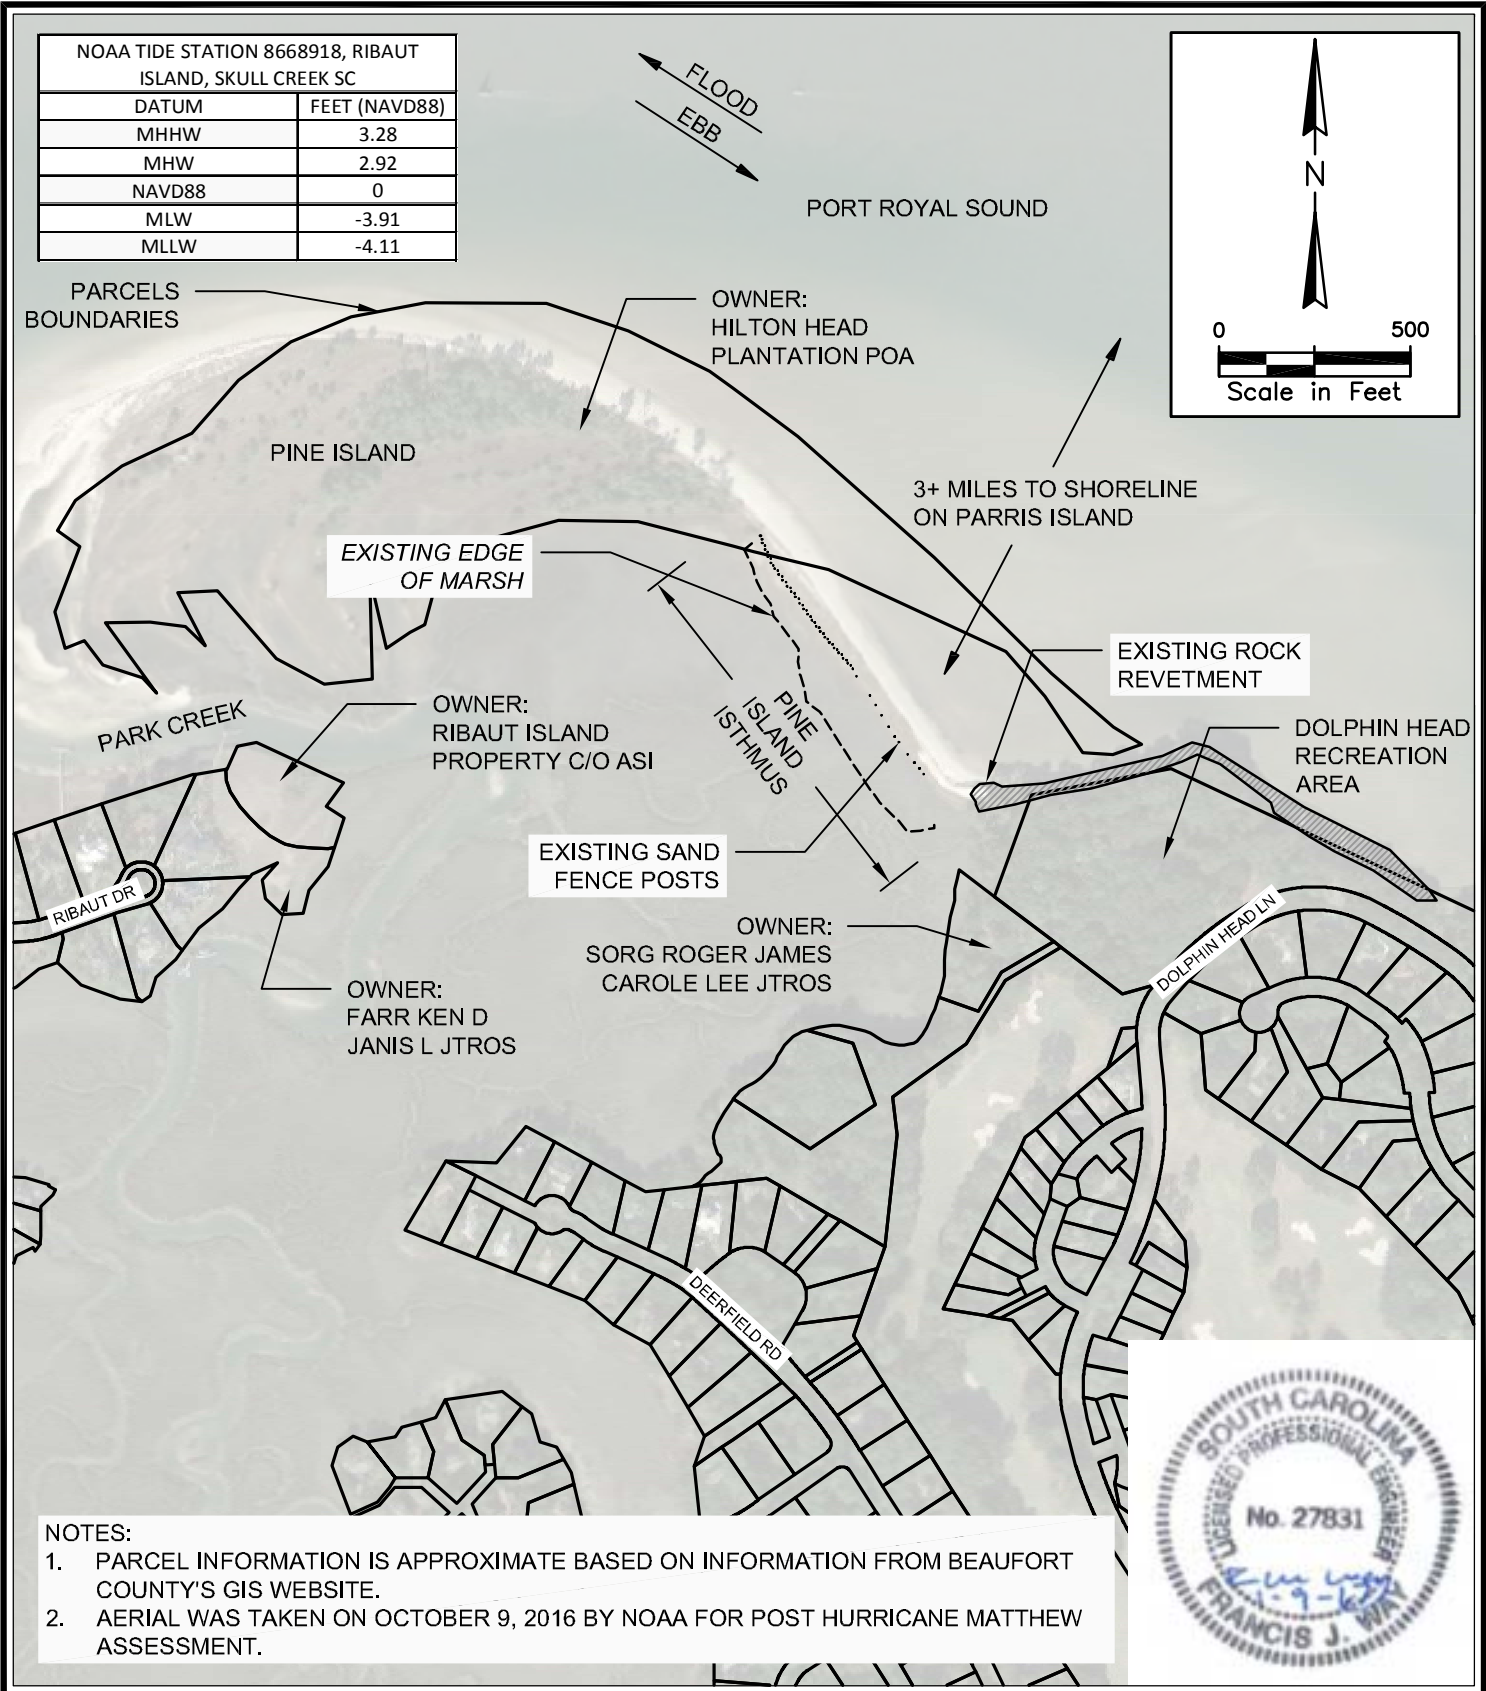 NOAA TIDE STATION 8668918, RIBAUT
ISLAND, SKULL CREEK SC
DATUM FEET (NAVD88)
MHHW 3.28
MHW 2.92
NAVD88 0
MLW -3.91
MLLW -4.11
FLOOD
EBB
PORT ROYAL SOUND
N
0 500
Scale in Feet
PARCELS
BOUNDARIES
OWNER:
HILTON HEAD
PLANTATION POA
PINE ISLAND
3+ MILES TO SHORELINE
ON PARRIS ISLAND
EXISTING EDGE
OF MARSH
EXISTING ROCK
REVETMENT
PINE
ISLAND
ISTHMUS
PARK CREEK
OWNER:
RIBAUT ISLAND
PROPERTY C/O ASI
DOLPHIN HEAD
RECREATION
AREA
EXISTING SAND
FENCE POSTS
RIBAUT DR
OWNER:
SORG ROGER JAMES
CAROLE LEE JTROS
DOLPHIN HEAD LN
OWNER:
FARR KEN D
JANIS L JTROS
DEERFIELD RD
SOUTH CAROLINA
LICENSED PROFESSIONAL ENGINEER
No. 27831
FRANCIS J. WAY
NOTES:
1. PARCEL INFORMATION IS APPROXIMATE BASED ON INFORMATION FROM BEAUFORT
COUNTY'S GIS WEBSITE.
2. AERIAL WAS TAKEN ON OCTOBER 9, 2016 BY NOAA FOR POST HURRICANE MATTHEW
ASSESSMENT.